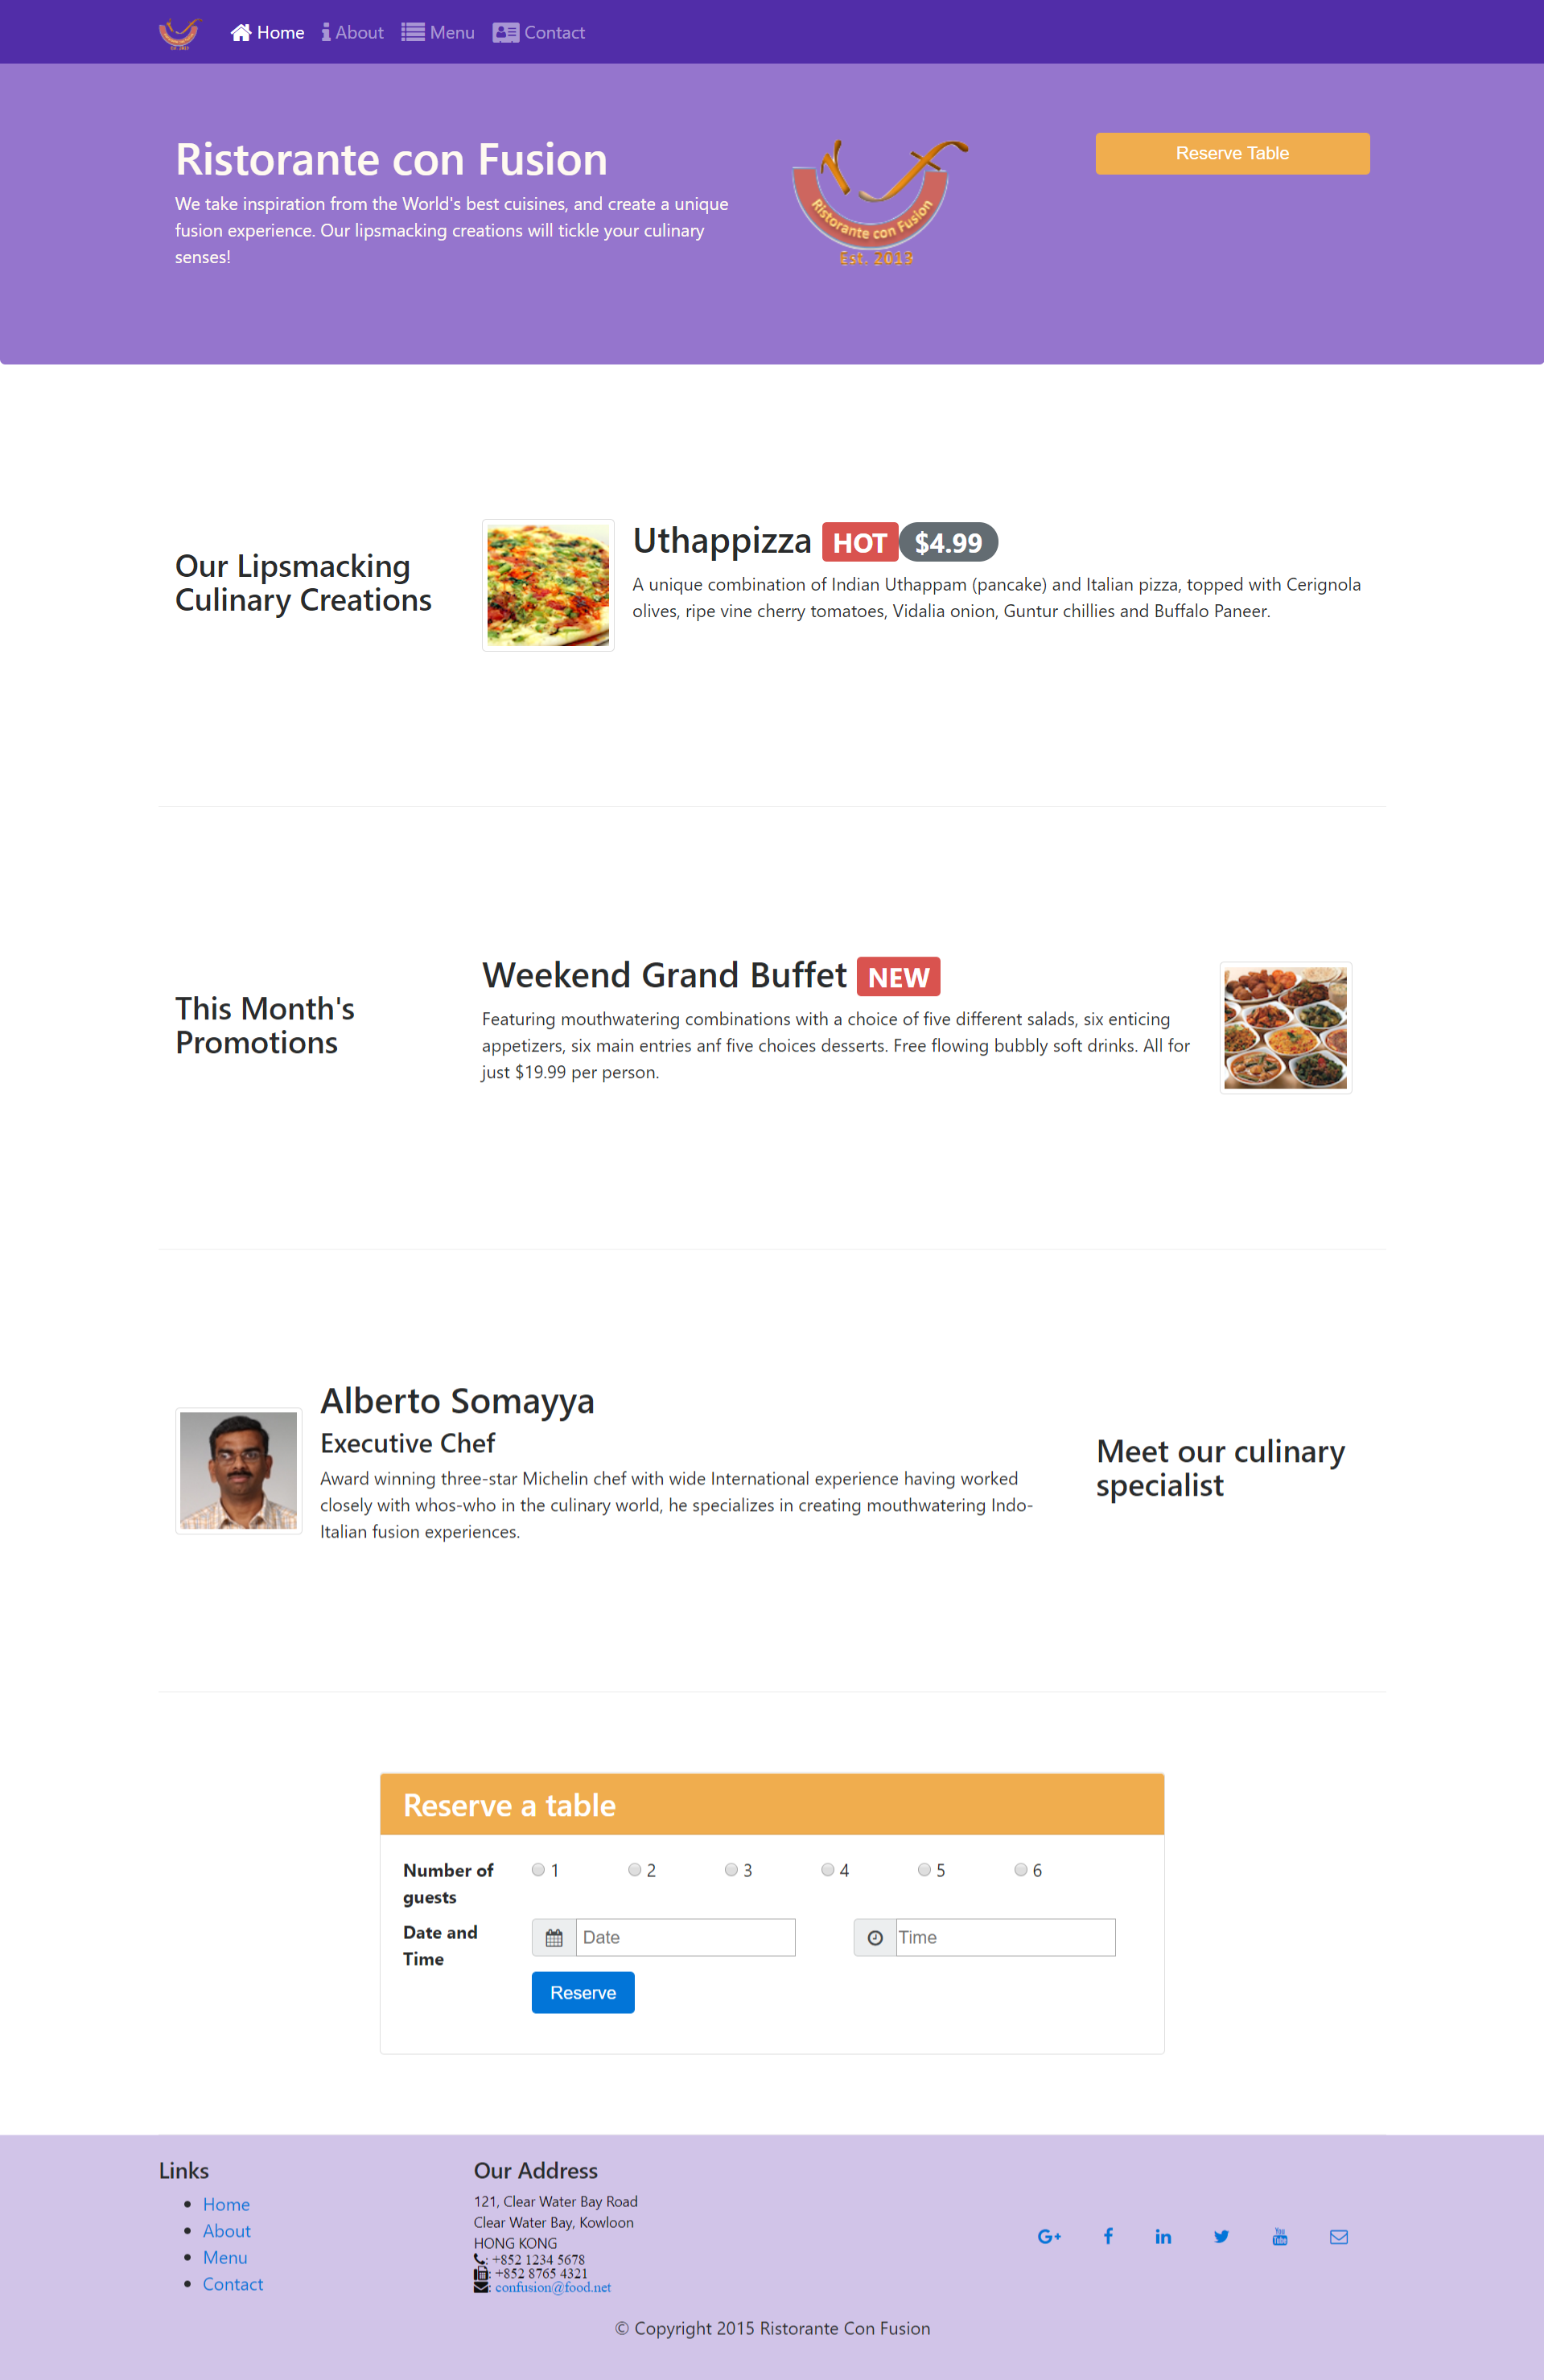 Home About Menu Contact
Ristorante con Fusion
We take inspiration from the World's best cuisines, and create a unique
fusion experience. Our lipsmacking creations will tickle your culinary
senses!
Ristorante con Fusion
Est. 2013
Reserve Table
Our Lipsmacking
Culinary Creations
Uthappizza HOT $4.99
A unique combination of Indian Uthappam (pancake) and Italian pizza, topped with Cerignola
olives, ripe vine cherry tomatoes, Vidalia onion, Guntur chillies and Buffalo Paneer.
This Month's
Promotions
Weekend Grand Buffet NEW
Featuring mouthwatering combinations with a choice of five different salads, six enticing
appetizers, six main entries anf five choices desserts. Free flowing bubbly soft drinks. All for
just $19.99 per person.
Alberto Somayya
Executive Chef
Award winning three-star Michelin chef with wide International experience having worked
closely with whos-who in the culinary world, he specializes in creating mouthwatering Indo-
Italian fusion experiences.
Meet our culinary
specialist
Reserve a table
Number of
guests
1 2 3 4 5 6
Date and
Time
Date
Time
Reserve
Links
Home
About
Menu
Contact
Our Address
121, Clear Water Bay Road
Clear Water Bay, Kowloon
HONG KONG
: +852 1234 5678
: +852 8765 4321
: confusion@food.net
G+ f in You Tube
© Copyright 2015 Ristorante Con Fusion